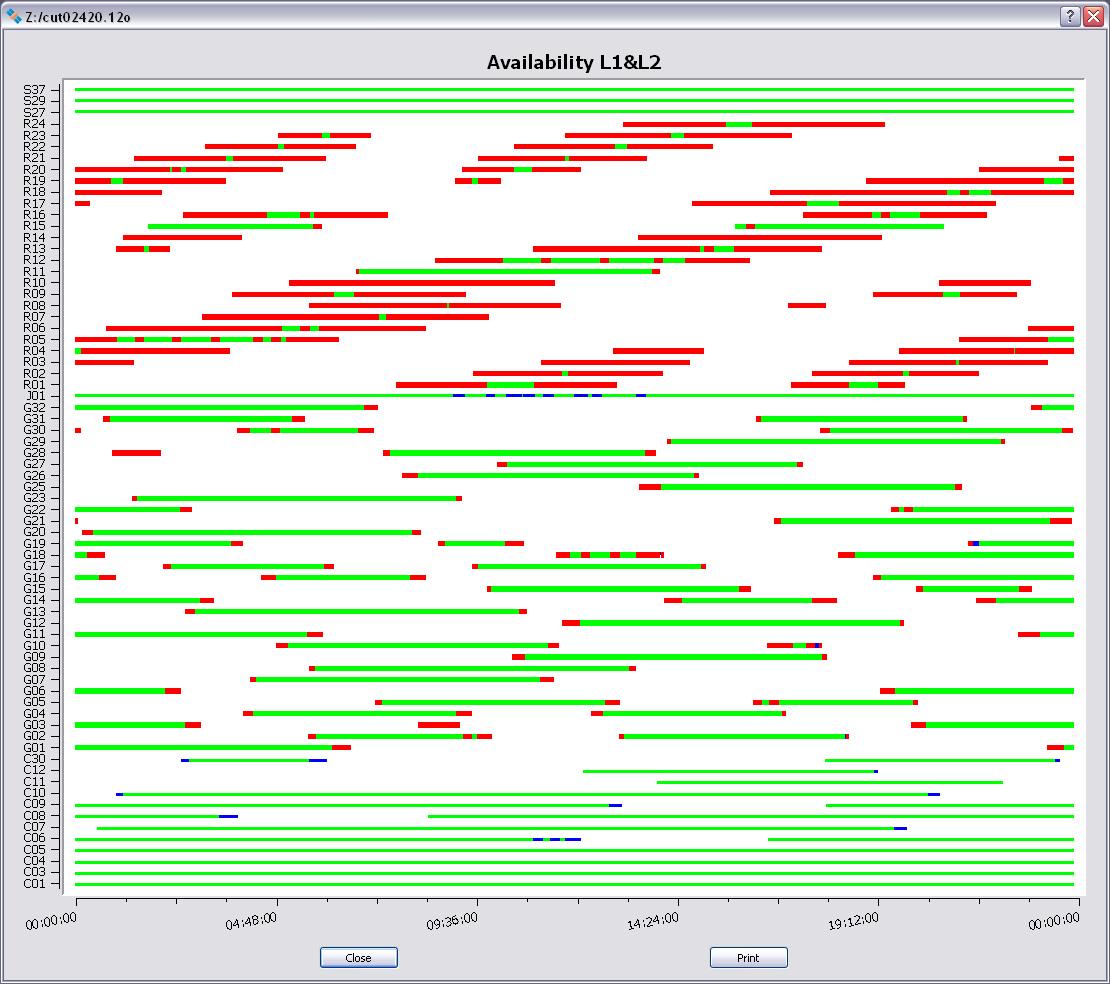 Z:/cut02420.12o
Availability L1&L2
S37
S29
S27
R24
R23
R22
R21
R20
R19
R18
R17
R16
R15
R14
R13
R12
R11
R10
R09
R08
R07
R06
R05
R04
R03
R02
R01
J01
G32
G31
G30
G29
G28
G27
G26
G25
G23
G22
G21
G20
G19
G18
G17
G16
G15
G14
G13
G12
G11
G10
G09
G08
G07
G06
G05
G04
G03
G02
G01
C30
C12
C11
C10
C09
C08
C07
C06
C05
C04
C03
C01
00:00:00 04:48:00 09:36:00 14:24:00 19:12:00 00:00:00
Close Print